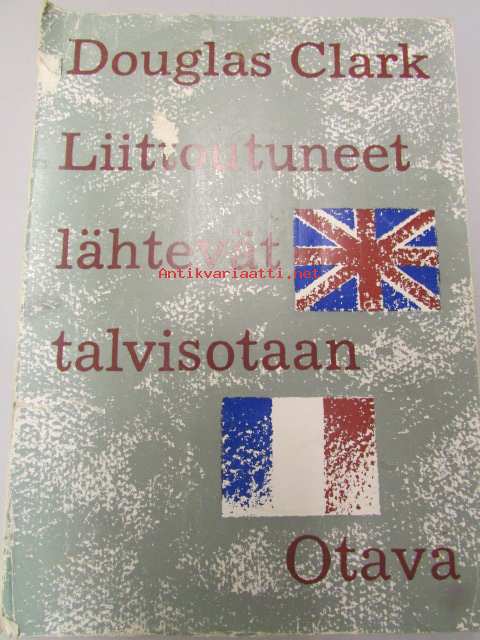 Douglas Clark
Liittoutuneet
lähtevät
Antikvariaatti.net
talvisotaan
Otava